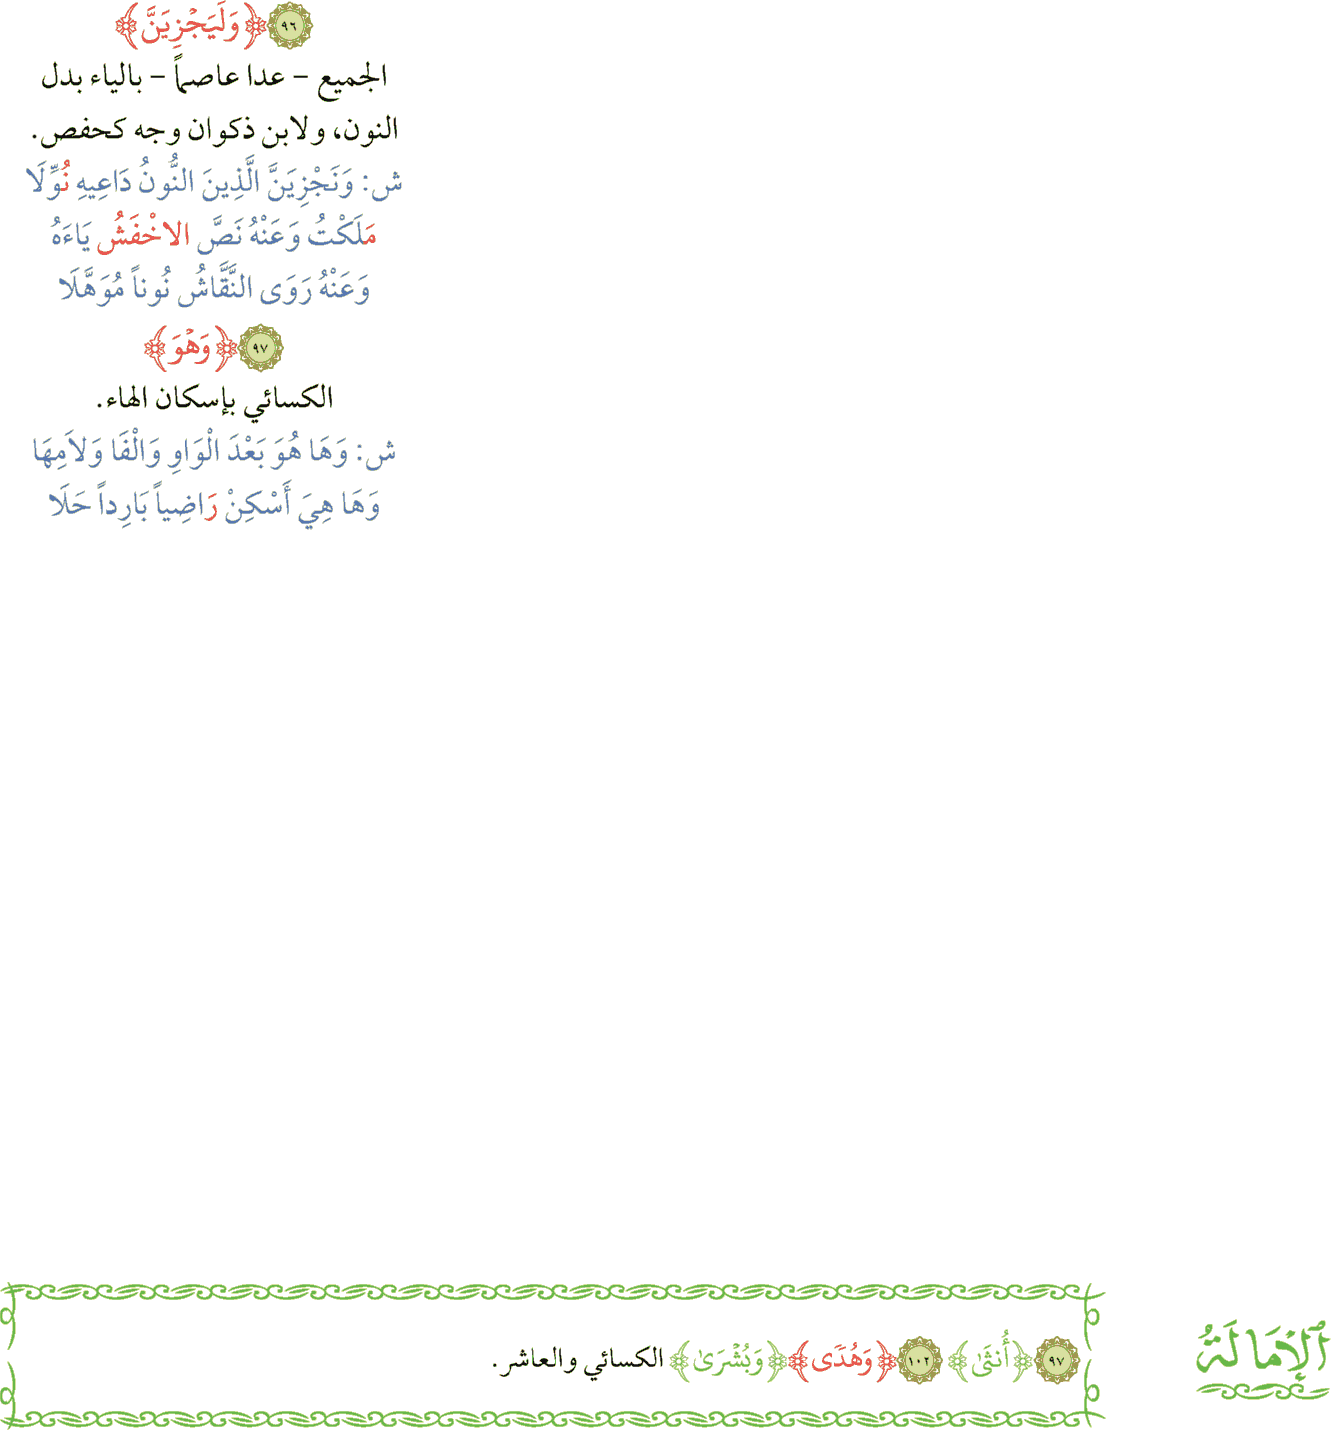 ٩٦ ﴿وَلَيَجْزِيَنَّ﴾
الجميع – عدا عاصماً – بالياء بدل
النون، ولابن ذكوان وجه كحفص.
ش: وَنَجْزِيَنَّ الَّذِينَ النُّونُ دَاعِيهِ نُوِّلَا
مَلَكْتُ وَعَنْهُ نَصَّ الاخْفَشُ يَاءَهُ
وَعَنْهُ رَوَى النَّقَّاشُ نُوناً مُوَهَّلَا
٩٧ ﴿وَهْوَ﴾
الكسائي بإسكان الهاء.
ش: وَهَا هُوَ بَعْدَ الْوَاوِ وَالْفَا وَلاَمِهَا
وَهَا هِيَ أَسْكِنْ رَاضِياً بَارِداً حَلَا
الإِمَالَةُ
٩٧ ﴿أُنثَىٰ﴾ ١٠٢ ﴿وَهُدًى﴾ ﴿وَبُشْرَىٰ﴾ الكسائي والعاشر.